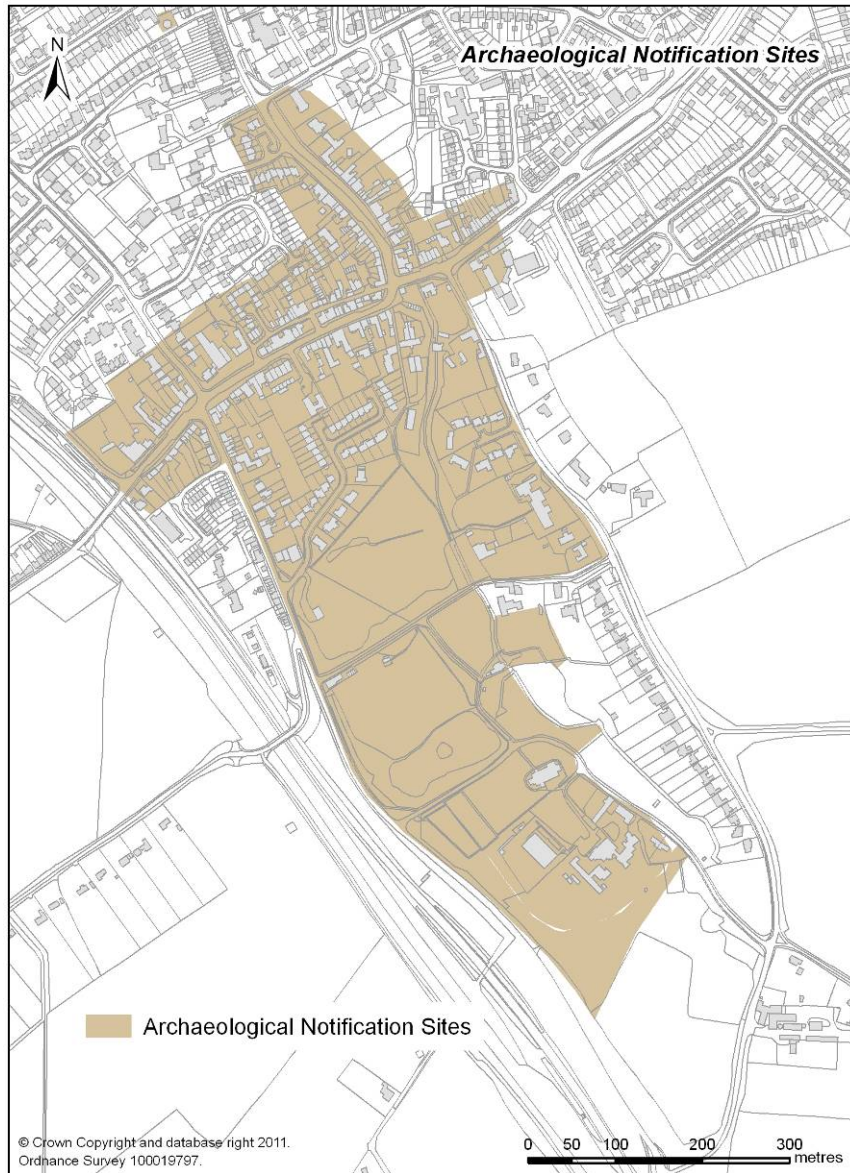 N
Archaeological Notification Sites
Archaeological Notification Sites
© Crown Copyright and database right 2011.
Ordnance Survey 100019797.
0 50 100 200 300
metres